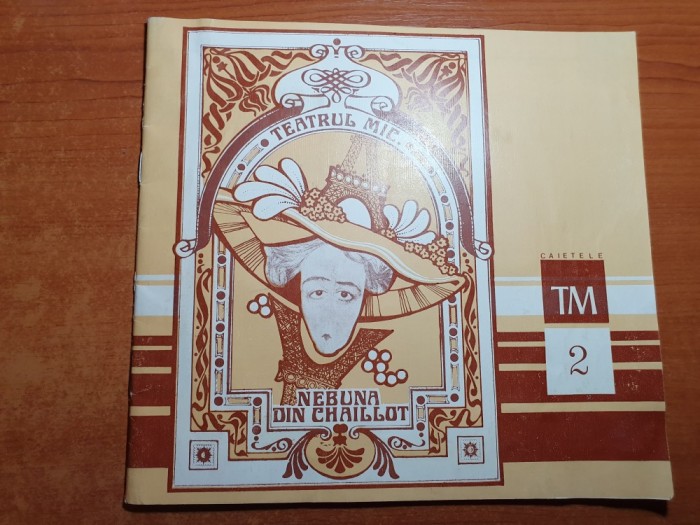 TEATRUL MIC.
NEBUNA
DIN CHAILLOT
CAIETELE
TM
2